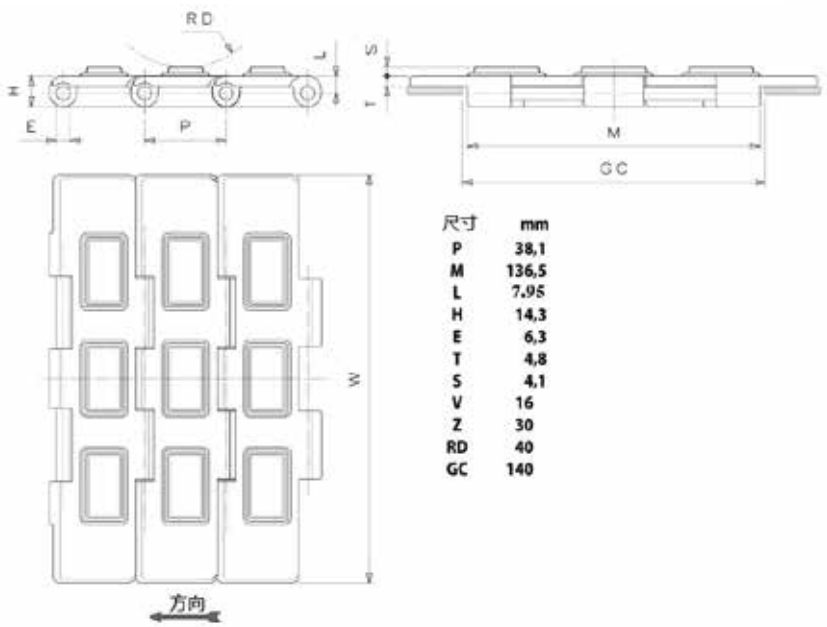 RD
L
S
H
T
E
P
M
GC
W
尺寸 mm
P 38,1
M 136,5
L 7.95
H 14,3
E 6,3
T 4,8
S 4,1
V 16
Z 30
RD 40
GC 140
方向